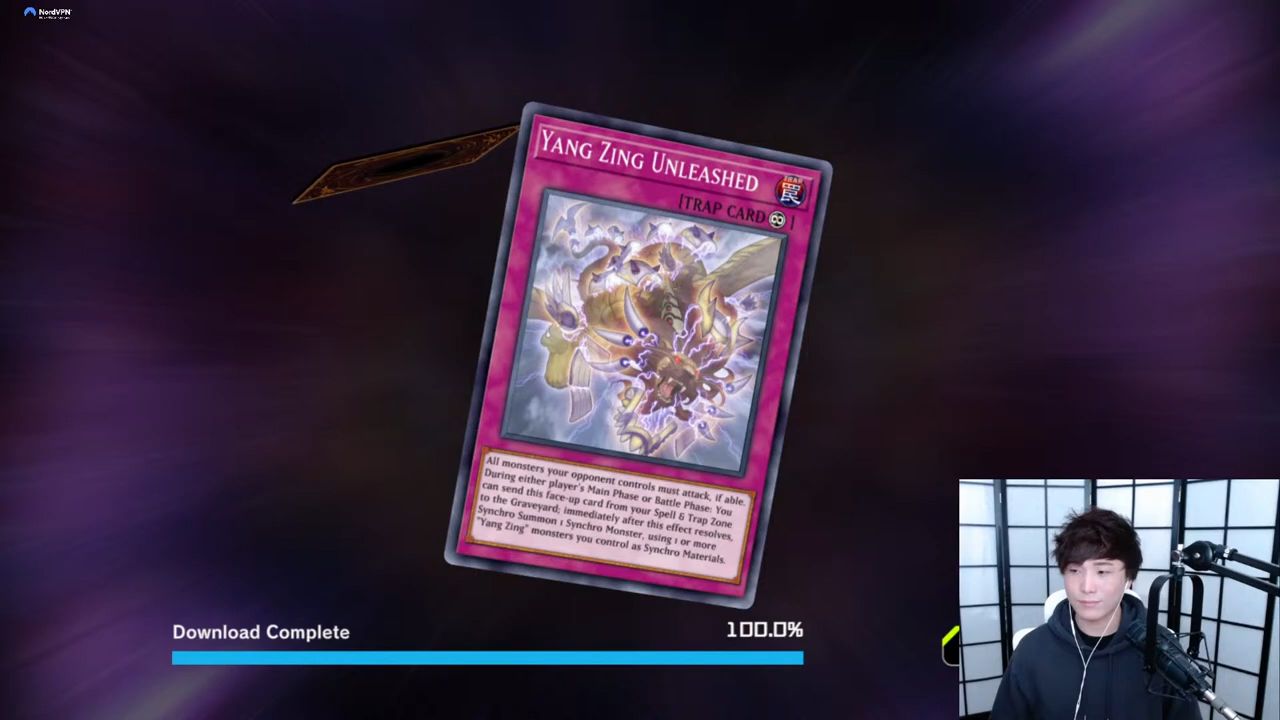 NordVPN
YANG ZING UNLEASHED
TRAP
罠
[TRAP CARD ]
All monsters your opponent controls must attack, if able.
During either player's Main Phase or Battle Phase: You
can send this face-up card from your Spell & Trap Zone
to the Graveyard; immediately after this effect resolves,
Synchro Summon 1 Synchro Monster, using 1 or more
"Yang Zing" monsters you control as Synchro Materials.
Download Complete
100.0%